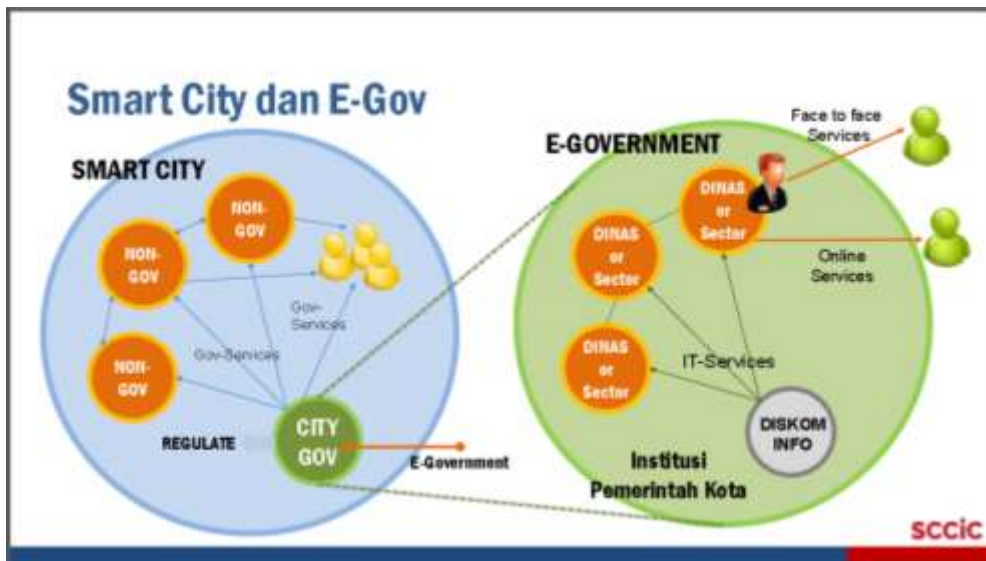 Smart City dan E-Gov
SMART CITY
NON-
GOV
NON-
GOV
NON-
GOV
Gov-
Services
Gov-Services
REGULATE
CITY
GOV
E-Government
E-GOVERNMENT
Face to face
Services
DINAS
or
Sector
DINAS
or
Sector
DINAS
or
Sector
Online
Services
IT-Services
DISKOM
INFO
Institusi
Pemerintah Kota
sccic